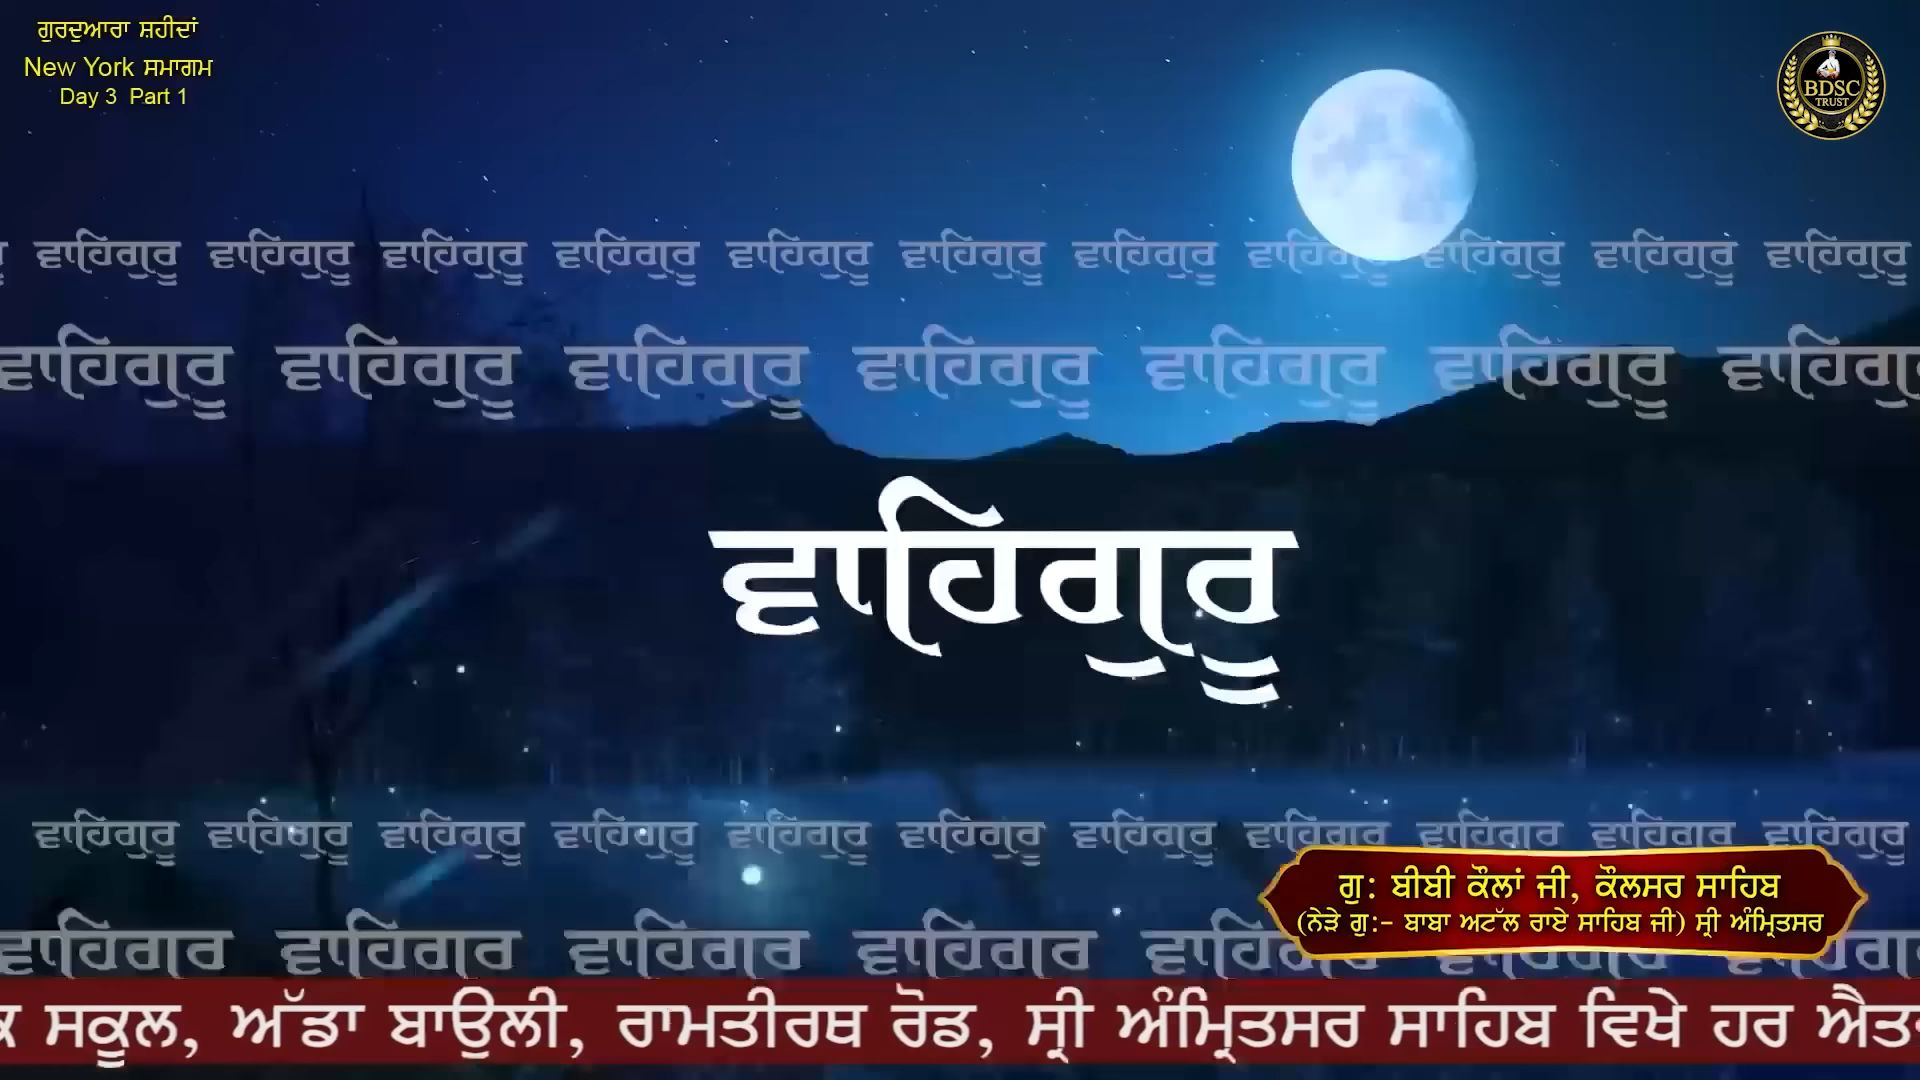 ਗੁਰਦੁਆਰਾ ਸ਼ਹੀਦਾਂ
New York ਸਮਾਗਮ
Day 3 Part 1
BDSC
TRUST
ਵਾਹਿਗੁਰੂ ਵਾਹਿਗੁਰੂ ਵਾਹਿਗੁਰੂ ਵਾਹਿਗੁਰੂ ਵਾਹਿਗੁਰੂ ਵਾਹਿਗੁਰੂ ਵਾਹਿਗੁਰੂ ਵਾਹਿਗੁਰੂ ਵਾਹਿਗੁਰੂ ਵਾਹਿਗੁਰੂ ਵਾਹਿਗੁਰੂ
ਵਾਹਿਗੁਰੂ ਵਾਹਿਗੁਰੂ ਵਾਹਿਗੁਰੂ ਵਾਹਿਗੁਰੂ ਵਾਹਿਗੁਰੂ ਵਾਹਿਗੁਰੂ ਵਾਹਿਗੁ
ਵਾਹਿਗੁਰੂ
ਵਾਹਿਗੁਰੂ ਵਾਹਿਗੁਰੂ ਵਾਹਿਗੁਰੂ ਵਾਹਿਗੁਰੂ ਵਾਹਿਗੁਰੂ ਵਾਹਿਗੁਰੂ ਵਾਹਿਗੁਰੂ ਵਾਹਿਗੁਰੂ ਵਾਹਿਗੁਰੂ ਵਾਹਿਗੁਰੂ ਵਾਹਿਗੁਰੂ
ਗੁ: ਬੀਬੀ ਕੌਲਾਂ ਜੀ, ਕੌਲਸਰ ਸਾਹਿਬ
(ਨੇੜੇ ਗੁ:- ਬਾਬਾ ਅਟੱਲ ਰਾਏ ਸਾਹਿਬ ਜੀ) ਸ੍ਰੀ ਅੰਮ੍ਰਿਤਸਰ
ਵਾਹਿਗੁਰੂ ਵਾਹਿਗੁਰੂ ਵਾਹਿਗੁਰੂ ਵਾਹਿਗੁਰੂ ਵਾਹਿਗੁਰੂ
ਸਕੂਲ, ਅੱਡਾ ਬਾਉਲੀ, ਰਾਮਤੀਰਥ ਰੋਡ, ਸ੍ਰੀ ਅੰਮ੍ਰਿਤਸਰ ਸਾਹਿਬ ਵਿਖੇ ਹਰ ਐਤ